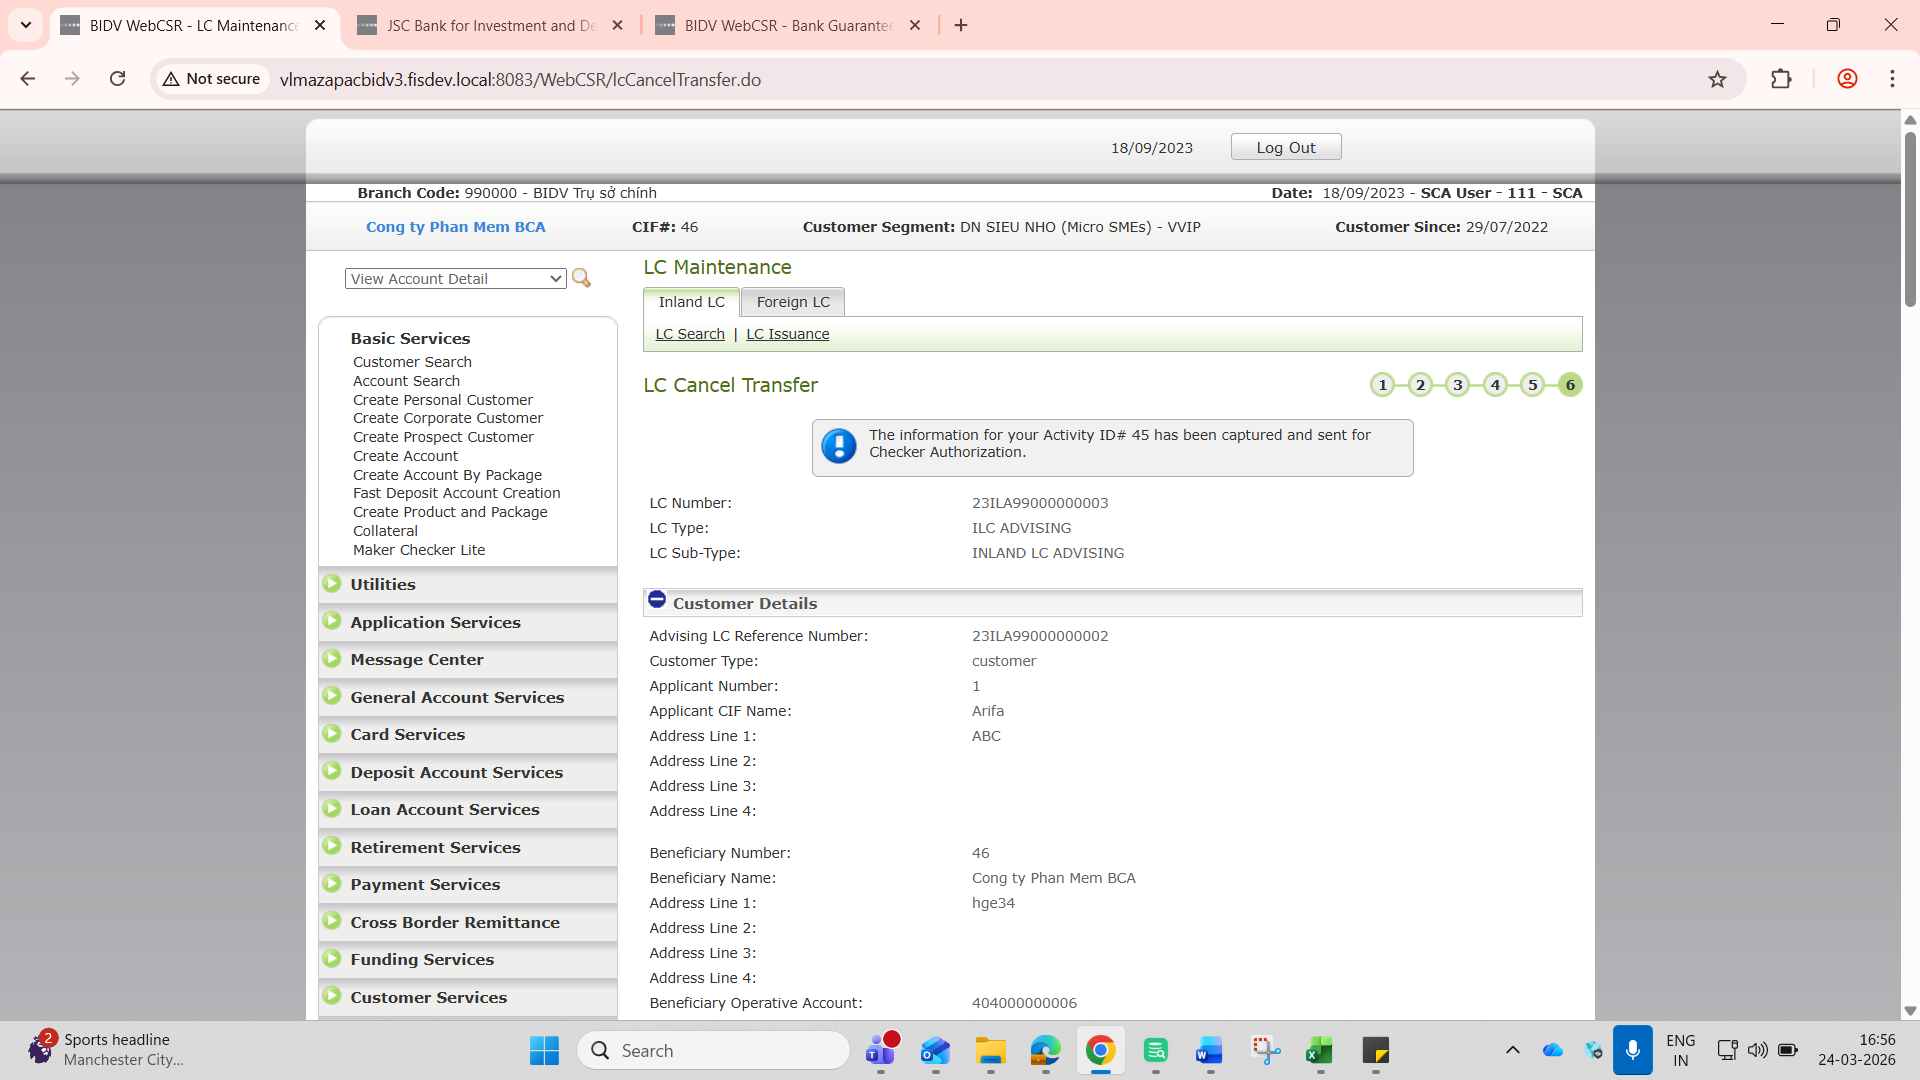 BIDV WebCSR - LC Maintenance
JSC Bank for Investment and De
BIDV WebCSR - Bank Guarantee
Not secure
vlmazapacbidv3.fisdev.local:8083/WebCSR/lcCancelTransfer.do
18/09/2023
Log Out
Branch Code: 990000 - BIDV Trụ sở chính
Date: 18/09/2023 - SCA User - 111 - SCA
Cong ty Phan Mem BCA
CIF#: 46
Customer Segment: DN SIEU NHO (Micro SMEs) - VVIP
Customer Since: 29/07/2022
View Account Detail
Basic Services
Customer Search
Account Search
Create Personal Customer
Create Corporate Customer
Create Prospect Customer
Create Account
Create Account By Package
Fast Deposit Account Creation
Create Product and Package
Collateral
Maker Checker Lite
Utilities
Application Services
Message Center
General Account Services
Card Services
Deposit Account Services
Loan Account Services
Retirement Services
Payment Services
Cross Border Remittance
Funding Services
Customer Services
LC Maintenance
Inland LC
Foreign LC
LC Search | LC Issuance
LC Cancel Transfer
1 2 3 4 5 6
The information for your Activity ID# 45 has been captured and sent for
Checker Authorization.
LC Number: 23ILA99000000003
LC Type: ILC ADVISING
LC Sub-Type: INLAND LC ADVISING
Customer Details
Advising LC Reference Number: 23ILA99000000002
Customer Type: customer
Applicant Number: 1
Applicant CIF Name: Arifa
Address Line 1: ABC
Address Line 2:
Address Line 3:
Address Line 4:
Beneficiary Number: 46
Beneficiary Name: Cong ty Phan Mem BCA
Address Line 1: hge34
Address Line 2:
Address Line 3:
Address Line 4:
Beneficiary Operative Account: 404000000006
2
Sports headline
Manchester City...
Search
ENG
IN
16:56
24-03-2026